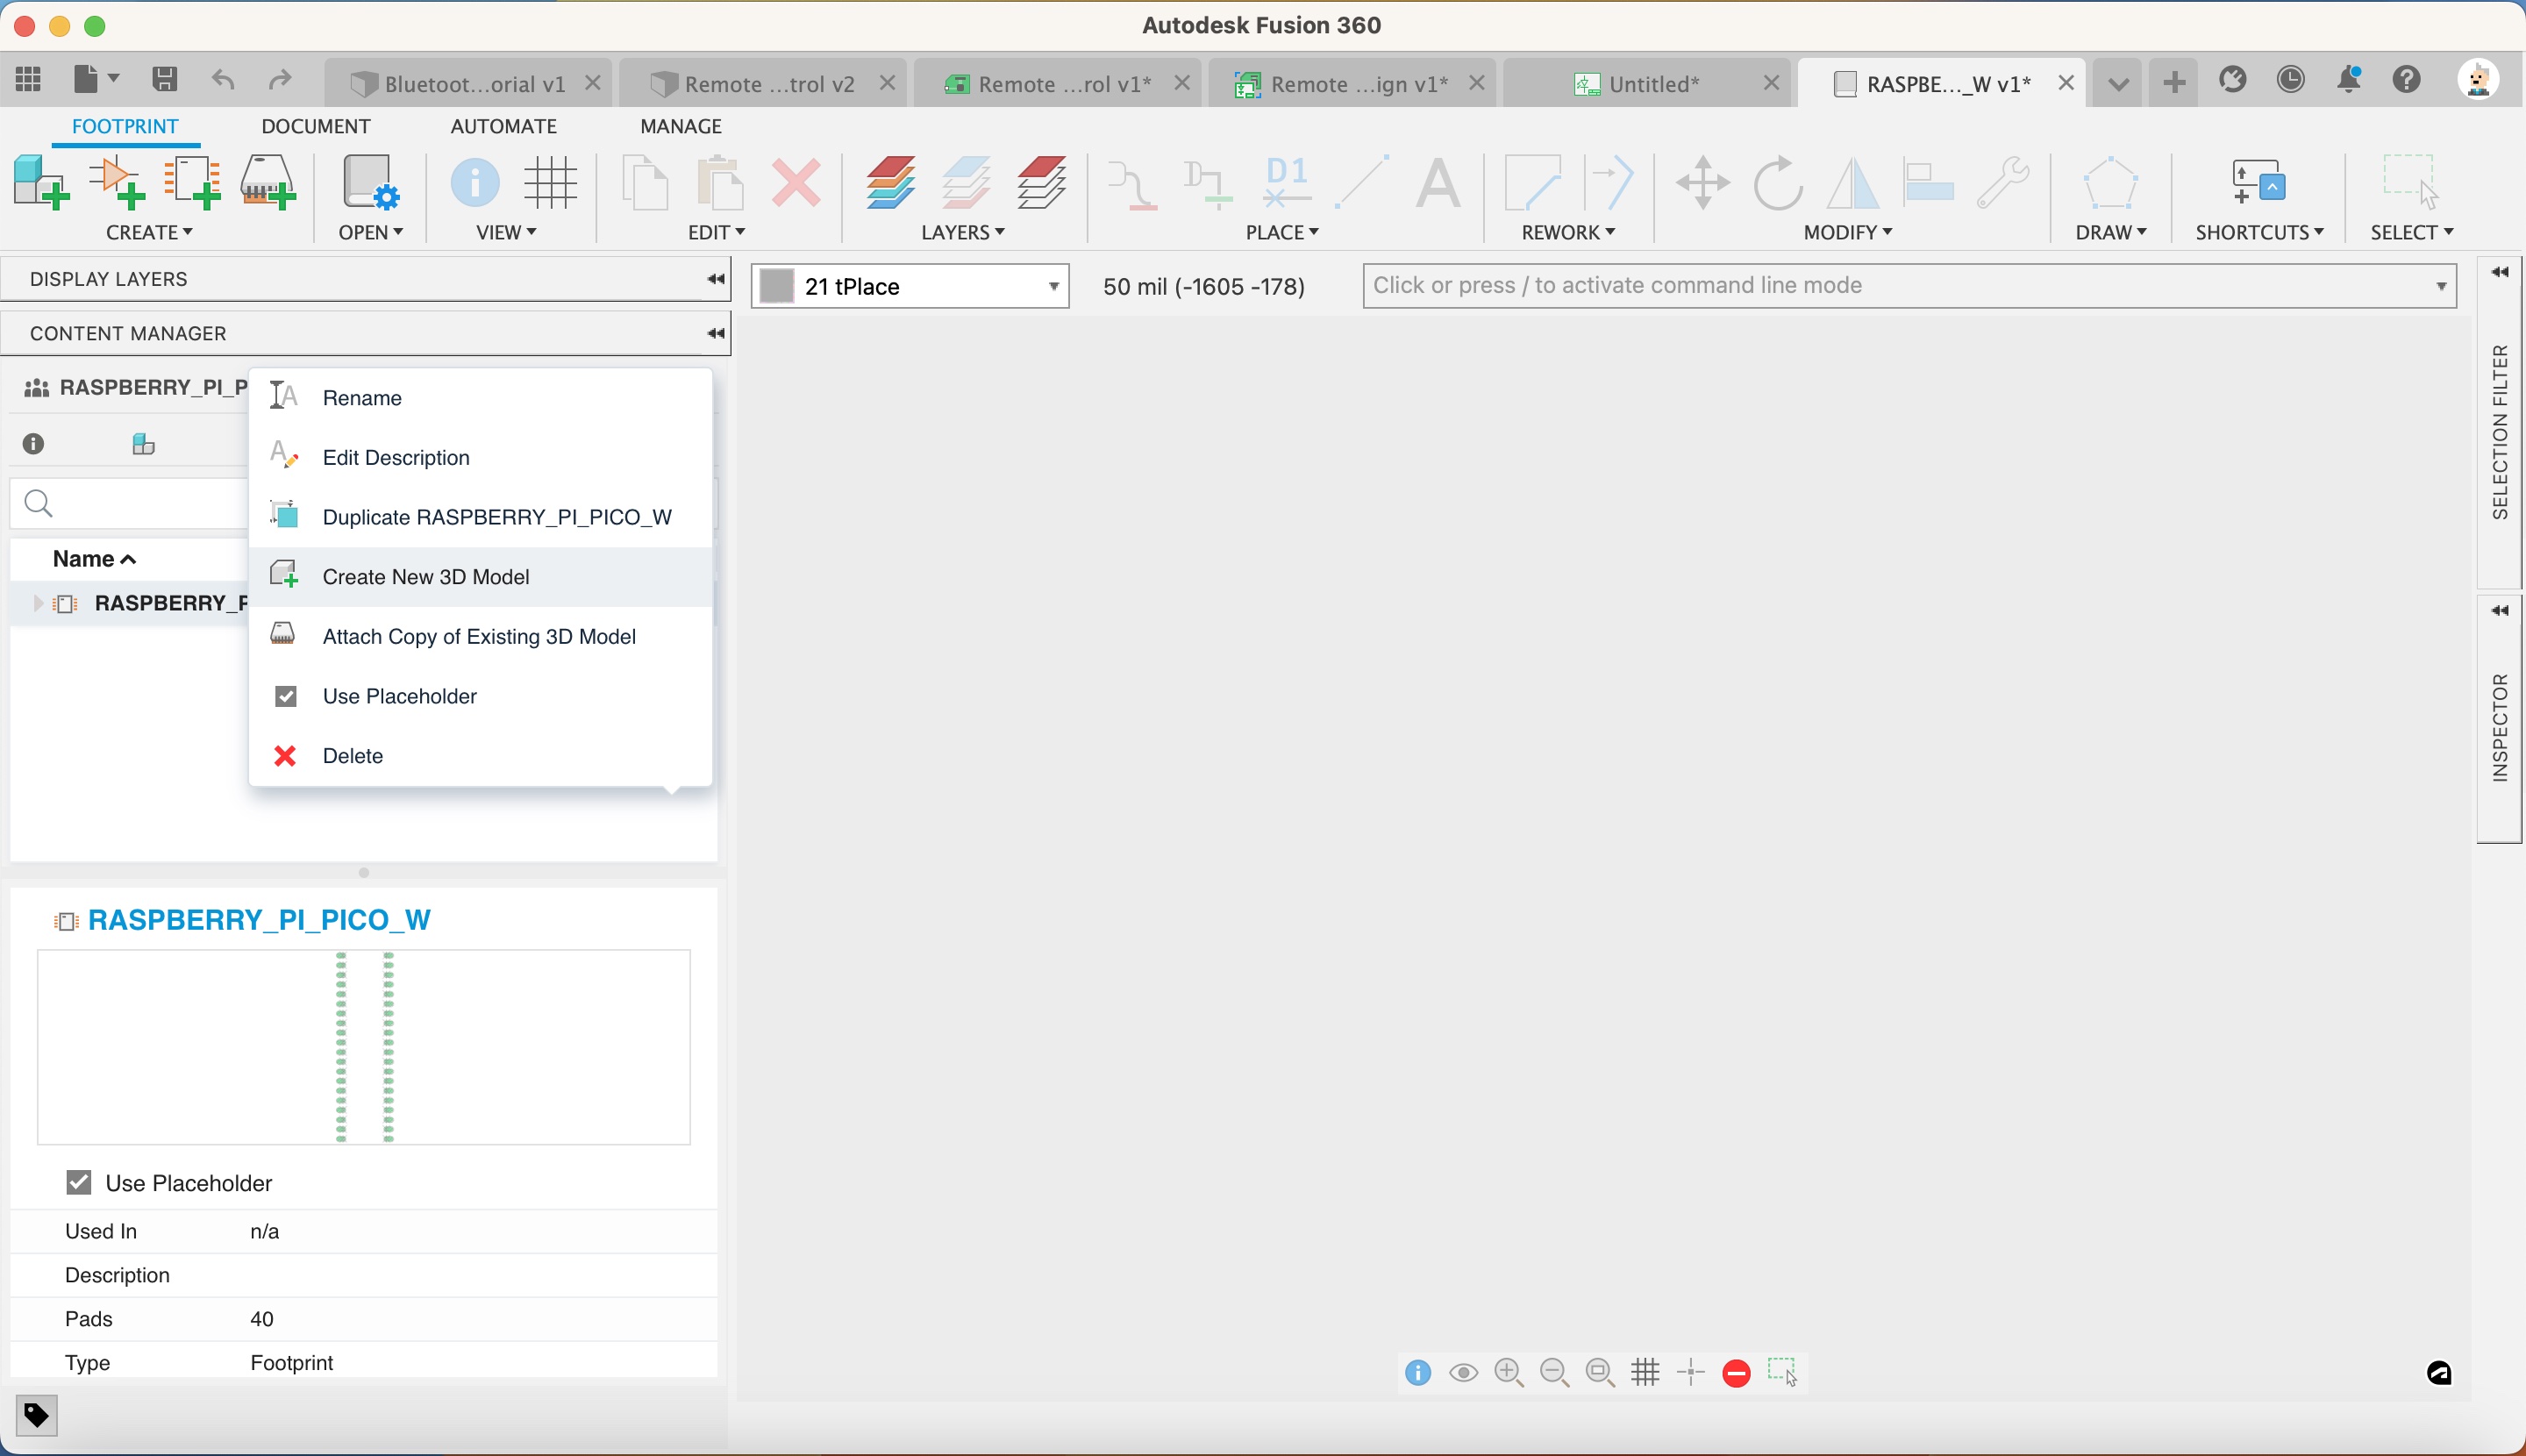 Autodesk Fusion 360
Bluetoot...orial v1
Remote ...trol v2
Remote ...rol v1*
Remote ...ign v1*
Untitled*
RASPBE..._W v1*
FOOTPRINT
DOCUMENT
AUTOMATE
MANAGE
D1
A
CREATE
OPEN
VIEW
EDIT
LAYERS
PLACE
REWORK
MODIFY
DRAW
SHORTCUTS
SELECT
DISPLAY LAYERS
21 tPlace
50 mil (-1605 -178)
Click or press / to activate command line mode
CONTENT MANAGER
RASPBERRY_PI_P
Name
RASPBERRY_P
Rename
Edit Description
Duplicate RASPBERRY_PI_PICO_W
Create New 3D Model
Attach Copy of Existing 3D Model
Use Placeholder
Delete
SELECTION FILTER
INSPECTOR
RASPBERRY_PI_PICO_W
Use Placeholder
Used In n/a
Description
Pads 40
Type Footprint